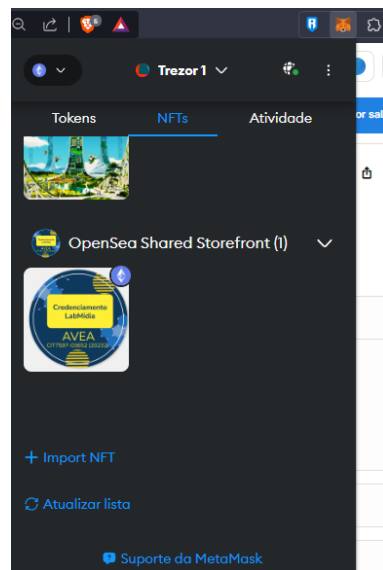 Trezor 1
Tokens
NFTs
Atividade
OpenSea Shared Storefront (1)
Credenciamento
LabMídia
AVEA
+ Import NFT
Atualizar lista
Suporte da MetaMask